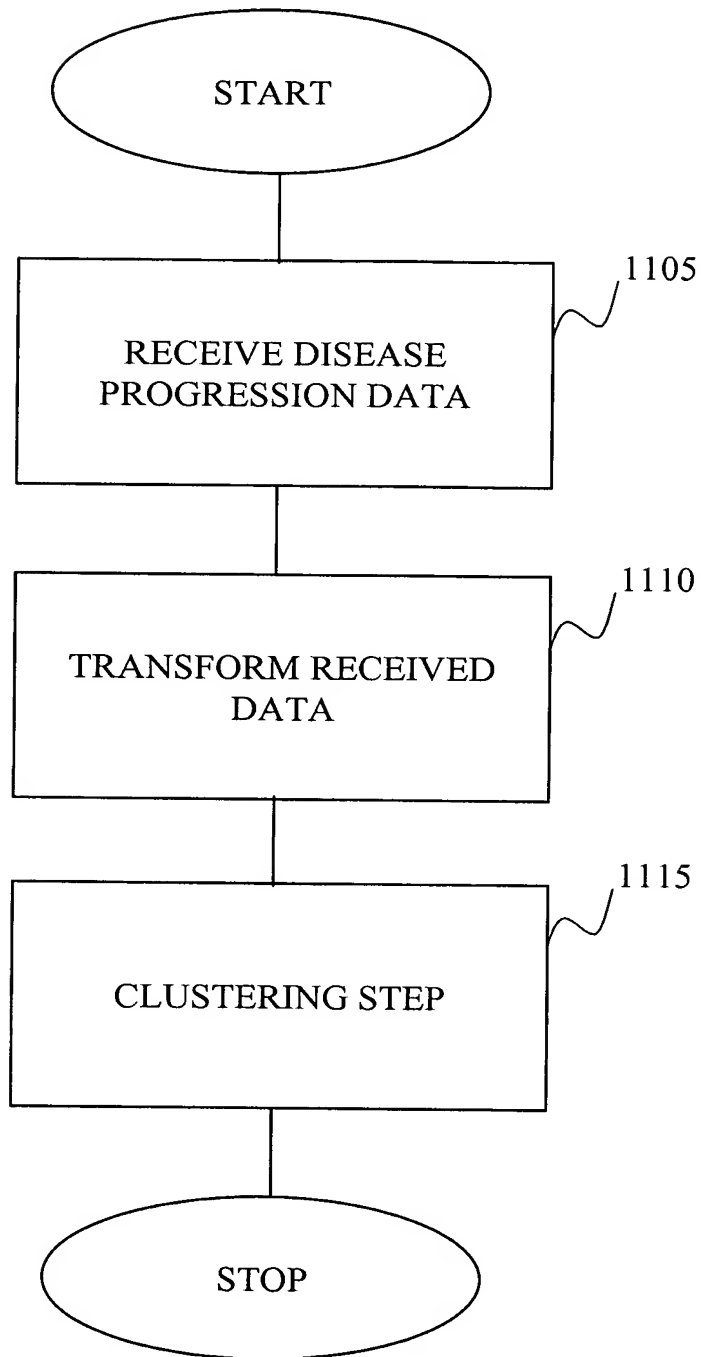 START
1105
RECEIVE DISEASE
PROGRESSION DATA
1110
TRANSFORM RECEIVED
DATA
1115
CLUSTERING STEP
STOP